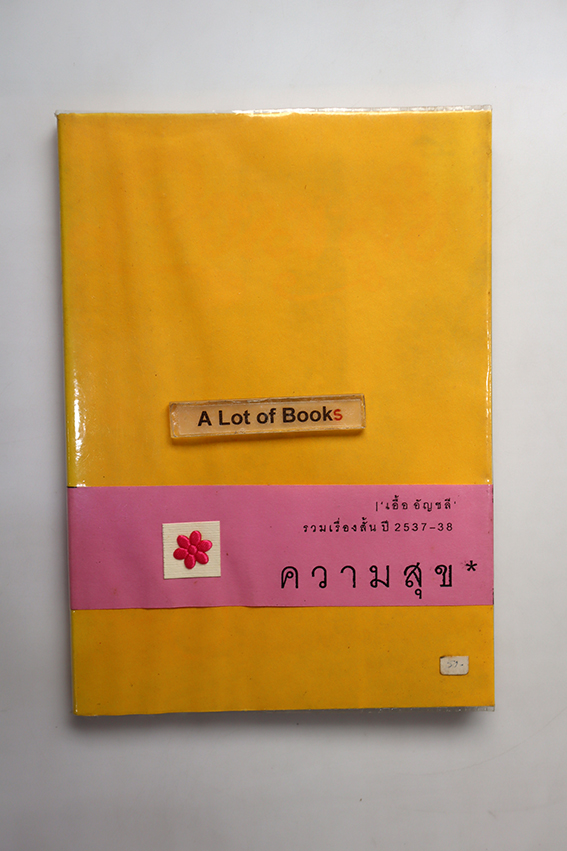 A Lot of Books
|'เอื้อ อัญชลี'
รวมเรื่องสั้น ปี 2537-38
ความสุข*